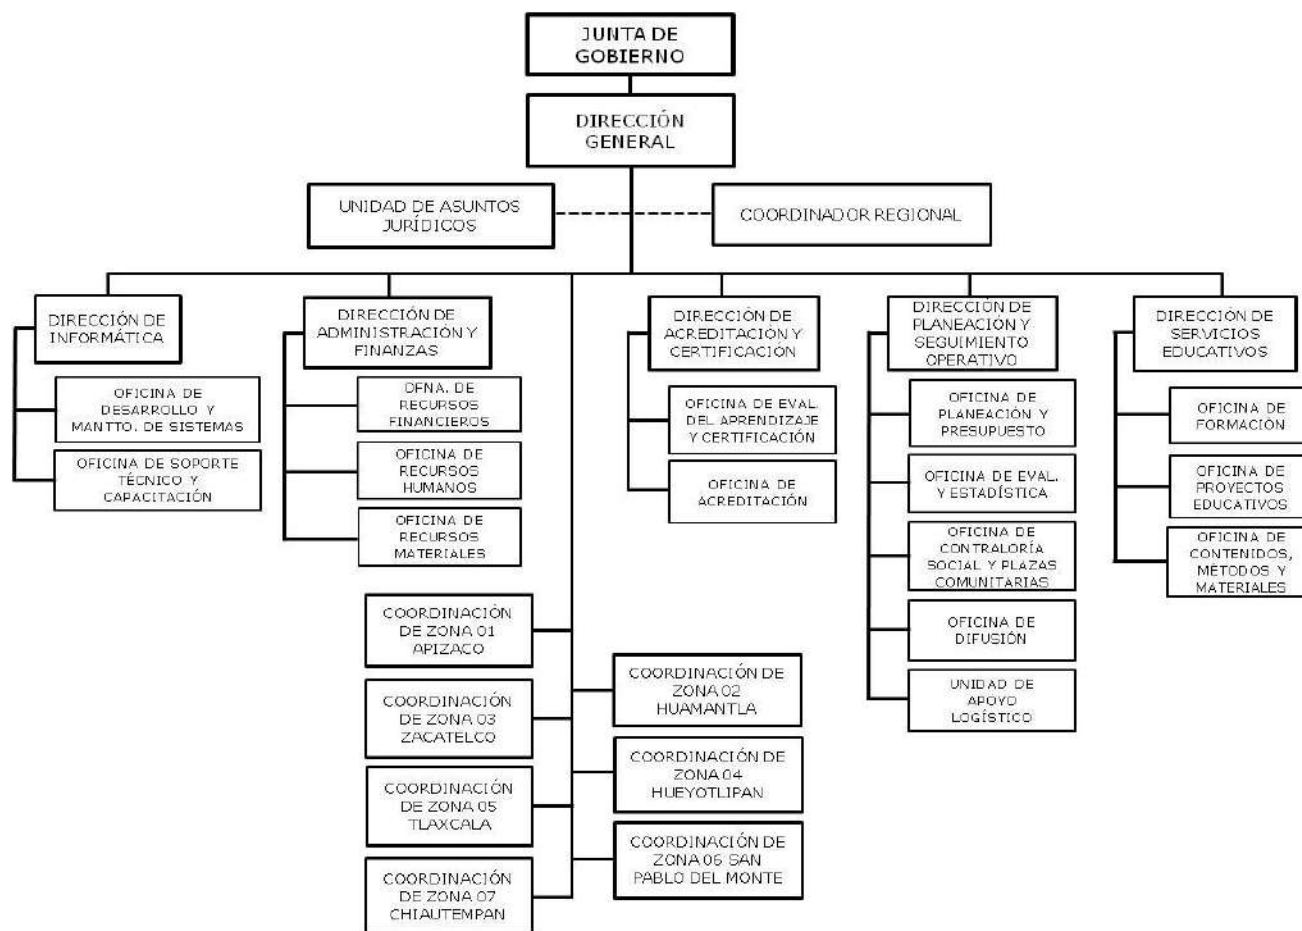 JUNTA DE
GOBIERNO
DIRECCIÓN
GENERAL
UNIDAD DE ASUNTOS
JURÍDICOS
COORDINADOR REGIONAL
DIRECCIÓN DE
INFORMÁTICA
OFICINA DE
DESARROLLO Y
MANTTO. DE SISTEMAS
OFICINA DE SOPORTE
TÉCNICO Y
CAPACITACIÓN
DIRECCIÓN DE
ADMINISTRACIÓN Y
FINANZAS
OFNA. DE
RECURSOS
FINANCIEROS
OFICINA DE
RECURSOS
HUMANOS
OFICINA DE
RECURSOS
MATERIALES
DIRECCIÓN DE
ACREDITACIÓN Y
CERTIFICACIÓN
OFICINA DE EVAL.
DEL APRENDIZAJE
Y CERTIFICACIÓN
OFICINA DE
ACREDITACIÓN
DIRECCIÓN DE
PLANEACIÓN Y
SEGUIMIENTO
OPERATIVO
OFICINA DE
PLANEACIÓN Y
PRESUPUESTO
OFICINA DE EVAL.
Y ESTADÍSTICA
OFICINA DE
CONTRALORÍA
SOCIAL Y PLAZAS
COMUNITARIAS
OFICINA DE
DIFUSIÓN
UNIDAD DE
APOYO
LOGÍSTICO
DIRECCIÓN DE
SERVICIOS
EDUCATIVOS
OFICINA DE
FORMACIÓN
OFICINA DE
PROYECTOS
EDUCATIVOS
OFICINA DE
CONTENIDOS,
MÉTODOS Y
MATERIALES
COORDINACIÓN
DE ZONA 01
APIZACO
COORDINACIÓN DE
ZONA 02
HUAMANTLA
COORDINACIÓN
DE ZONA 03
ZACATELCO
COORDINACIÓN DE
ZONA 04
HUEYOTLIPAN
COORDINACIÓN
DE ZONA 05
TLAXCALA
COORDINACIÓN DE
ZONA 06 SAN
PABLO DEL MONTE
COORDINACIÓN
DE ZONA 07
CHIAUTEMPAN